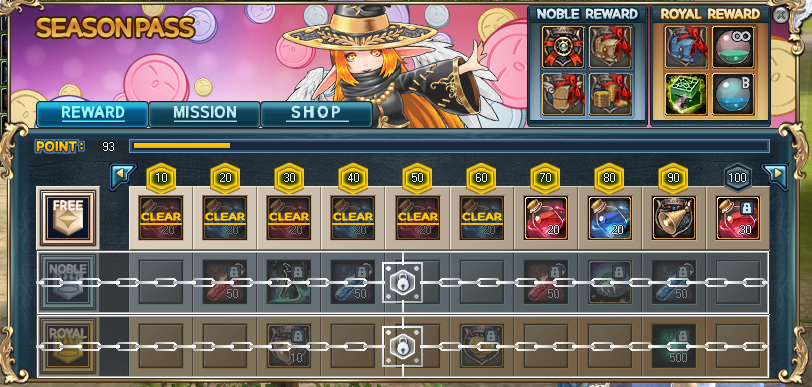 SEASON PASS
NOBLE REWARD
ROYAL REWARD
B
REWARD
MISSION
SHOP
POINT: 93
10 20 30 40 50 60 70 80 90 100
FREE
CLEAR CLEAR CLEAR CLEAR CLEAR CLEAR
20 20 20 20 20 20 20 20 30
NOBLE
50 50 50 50
ROYAL
10 500